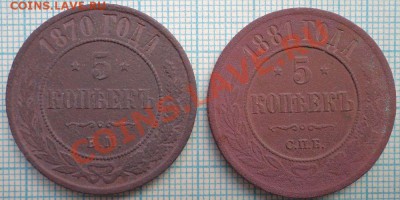 COINS.LAVE.RU
1870 ГОДА
5
КОПѢЕКЪ
Е.М.
COINS.LAVE.RU
1881 ГОДА
5
КОПѢЕКЪ
С.П.Б.